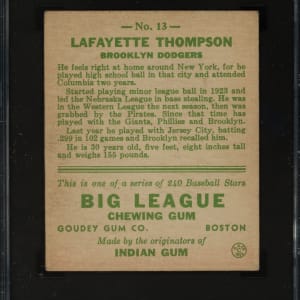 — No. 13 —
LAFAYETTE THOMPSON
BROOKLYN DODGERS
He feels right at home around New York, for he
played high school ball in that city and attended
Columbia two years.
Started playing minor league ball in 1923 and
led the Nebraska League in base stealing. He was
in the Western League the next season, then was
grabbed by the Pirates. Since that time he has
played with the Giants, Phillies and Brooklyn.
Last year he played with Jersey City, batting
.299 in 102 games and Brooklyn recalled him.
He is 30 years old, five feet, eight inches tall
and weighs 155 pounds.
This is one of a series of 240 Baseball Stars
BIG LEAGUE
CHEWING GUM
GOUDEY GUM CO. BOSTON
Made by the originators of
INDIAN GUM